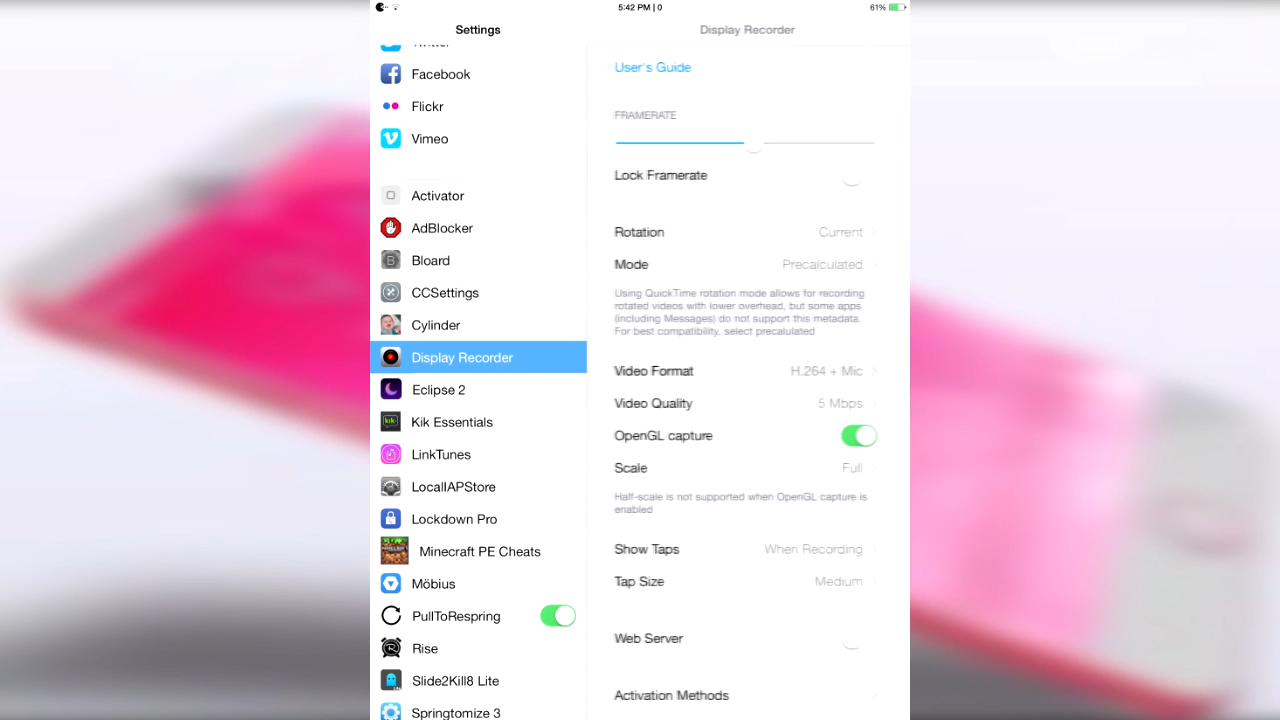 5:42 PM | 0
61%
Settings
Display Recorder
Twitter
Facebook
Flickr
Vimeo
Activator
AdBlocker
Bloard
CCSettings
Cylinder
Display Recorder
Eclipse 2
Kik Essentials
LinkTunes
LocalIAPStore
Lockdown Pro
Minecraft PE Cheats
Möbius
PullToRespring
Rise
Slide2Kill8 Lite
Springtomize 3
User's Guide
FRAMERATE
Lock Framerate
Rotation Current
Mode Precalculated
Using QuickTime rotation mode allows for recording
rotated videos with lower overhead, but some apps
(including Messages) do not support this metadata.
For best compatibility, select precalulated
Video Format H.264 + Mic
Video Quality 5 Mbps
OpenGL capture
Scale Full
Half-scale is not supported when OpenGL capture is
enabled
Show Taps When Recording
Tap Size Medium
Web Server
Activation Methods